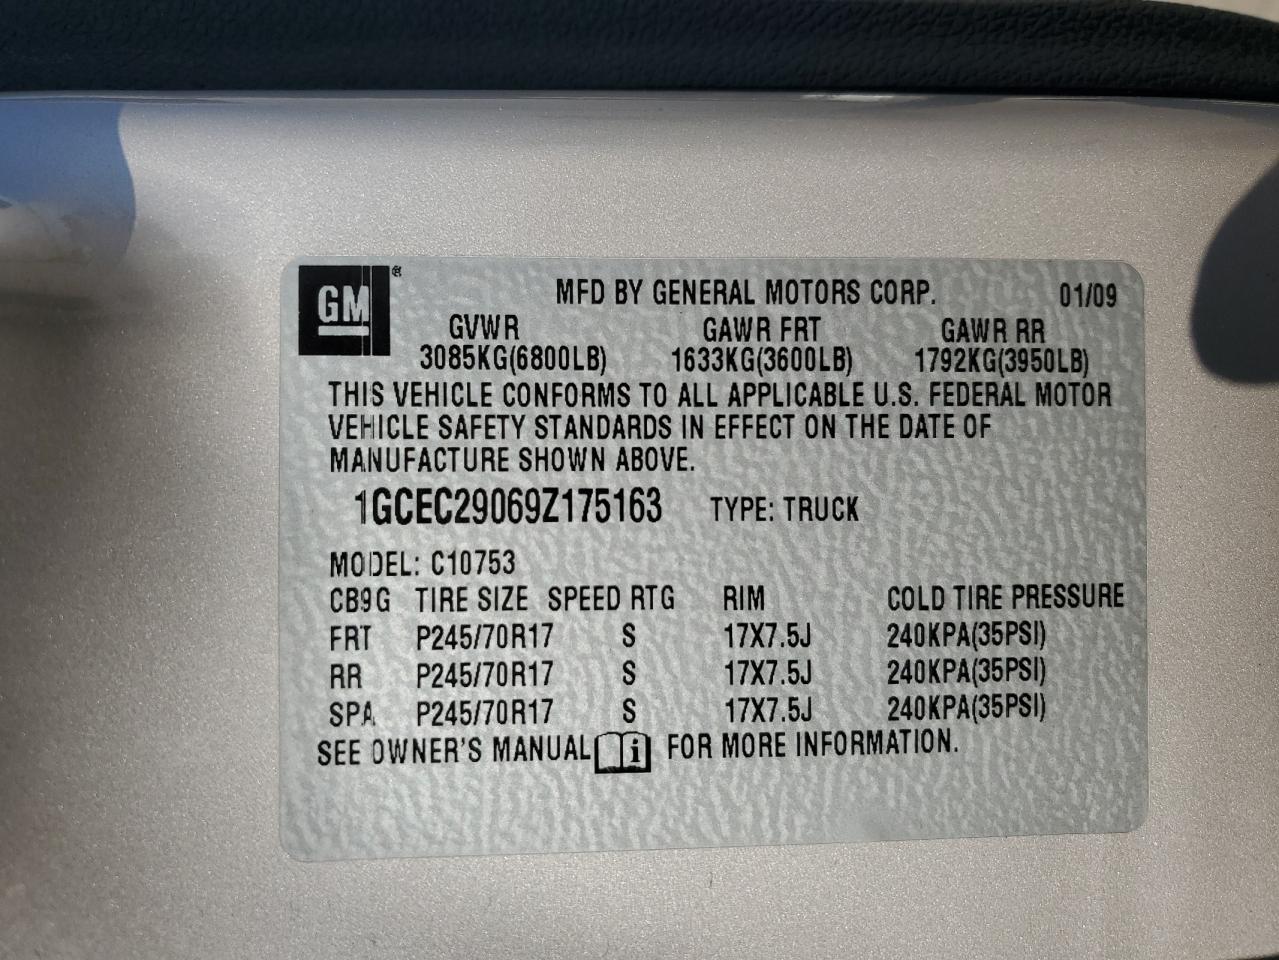 GM ®
MFD BY GENERAL MOTORS CORP. 01/09
GVWR GAWR FRT GAWR RR
3085KG(6800LB) 1633KG(3600LB) 1792KG(3950LB)
THIS VEHICLE CONFORMS TO ALL APPLICABLE U.S. FEDERAL MOTOR
VEHICLE SAFETY STANDARDS IN EFFECT ON THE DATE OF
MANUFACTURE SHOWN ABOVE.
1GCEC29069Z175163 TYPE: TRUCK
MODEL: C10753
CB9G TIRE SIZE SPEED RTG RIM COLD TIRE PRESSURE
FRT P245/70R17 S 17X7.5J 240KPA(35PSI)
RR P245/70R17 S 17X7.5J 240KPA(35PSI)
SPA P245/70R17 S 17X7.5J 240KPA(35PSI)
SEE OWNER'S MANUAL i FOR MORE INFORMATION.